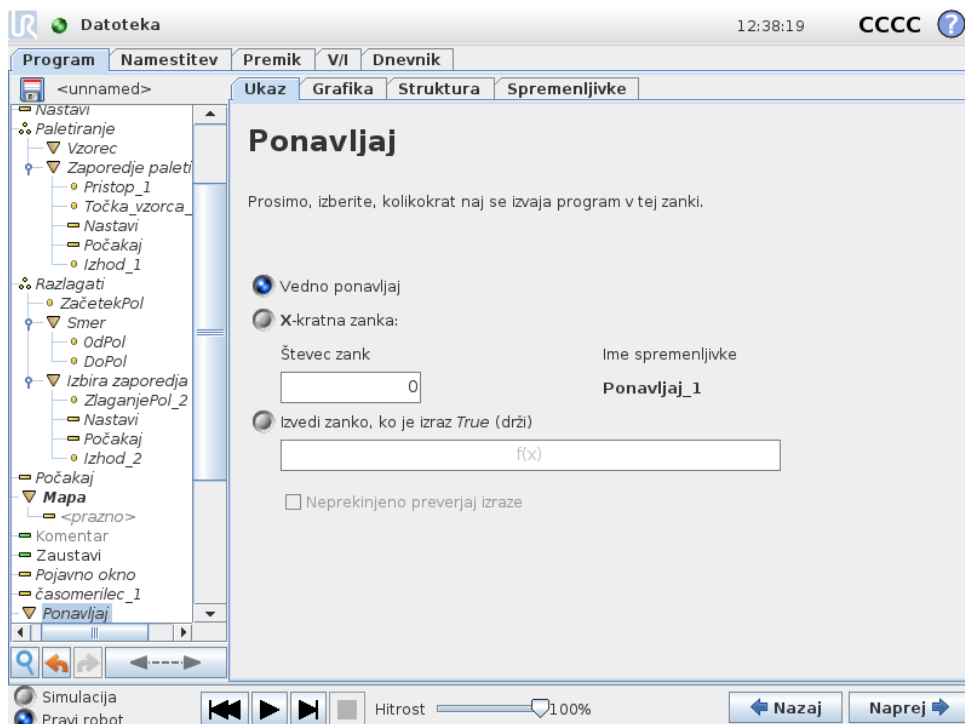 UR Datoteka 12:38:19 CCCC ?
Program Namestitev Premik V/I Dnevnik
<unnamed> Ukaz Grafika Struktura Spremenljivke
Nastavi
Paletiranje
Vzorec
Zaporedje paleti
Pristop_1
Točka_vzorca_
Nastavi
Počakaj
Izhod_1
Razlagati
ZačetekPol
Smer
OdPol
DoPol
Izbira zaporedja
ZlaganjePol_2
Nastavi
Počakaj
Izhod_2
Počakaj
Mapa
<prazno>
Komentar
Zaustavi
Pojavno okno
časomerilec_1
Ponavljaj
Ponavljaj
Prosimo, izberite, kolikokrat naj se izvaja program v tej zanki.
Vedno ponavljaj
X-kratna zanka:
Števec zank Ime spremenljivke
0 Ponavljaj_1
Izvedi zanko, ko je izraz True (drži)
f(x)
Neprekinjeno preverjaj izraze
Simulacija
Pravi robot
Hitrost 100%
Nazaj Naprej